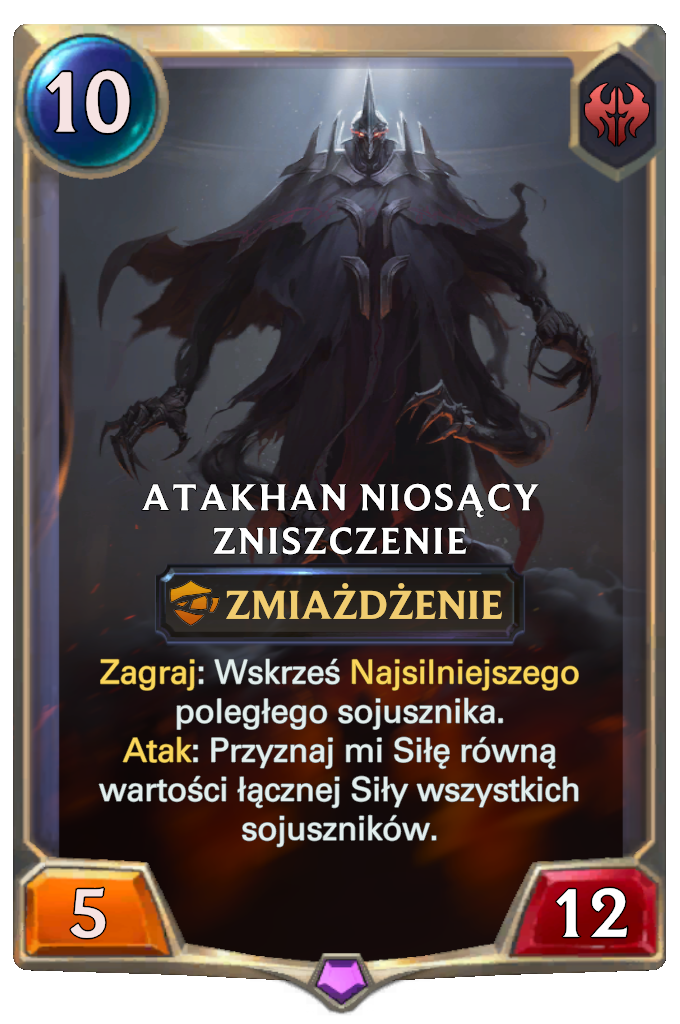 10
ATAKHAN NIOSĄCY
ZNISZCZENIE
ZMIAŻDŻENIE
Zagraj: Wskrześ Najsilniejszego
poległego sojusznika.
Atak: Przyznaj mi Siłę równą
wartości łącznej Siły wszystkich
sojuszników.
5
12